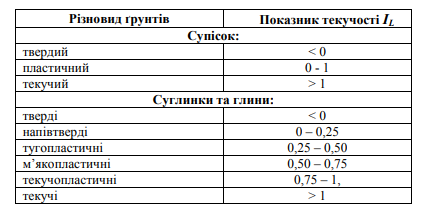 Різновид ґрунтів Показник текучості IL
Супісок:
твердий < 0
пластичний 0 - 1
текучий > 1
Суглинки та глини:
тверді < 0
напівтверді 0 – 0,25
тугопластичні 0,25 – 0,50
м’якопластичні 0,50 – 0,75
текучопластичні 0,75 – 1,
текучі > 1